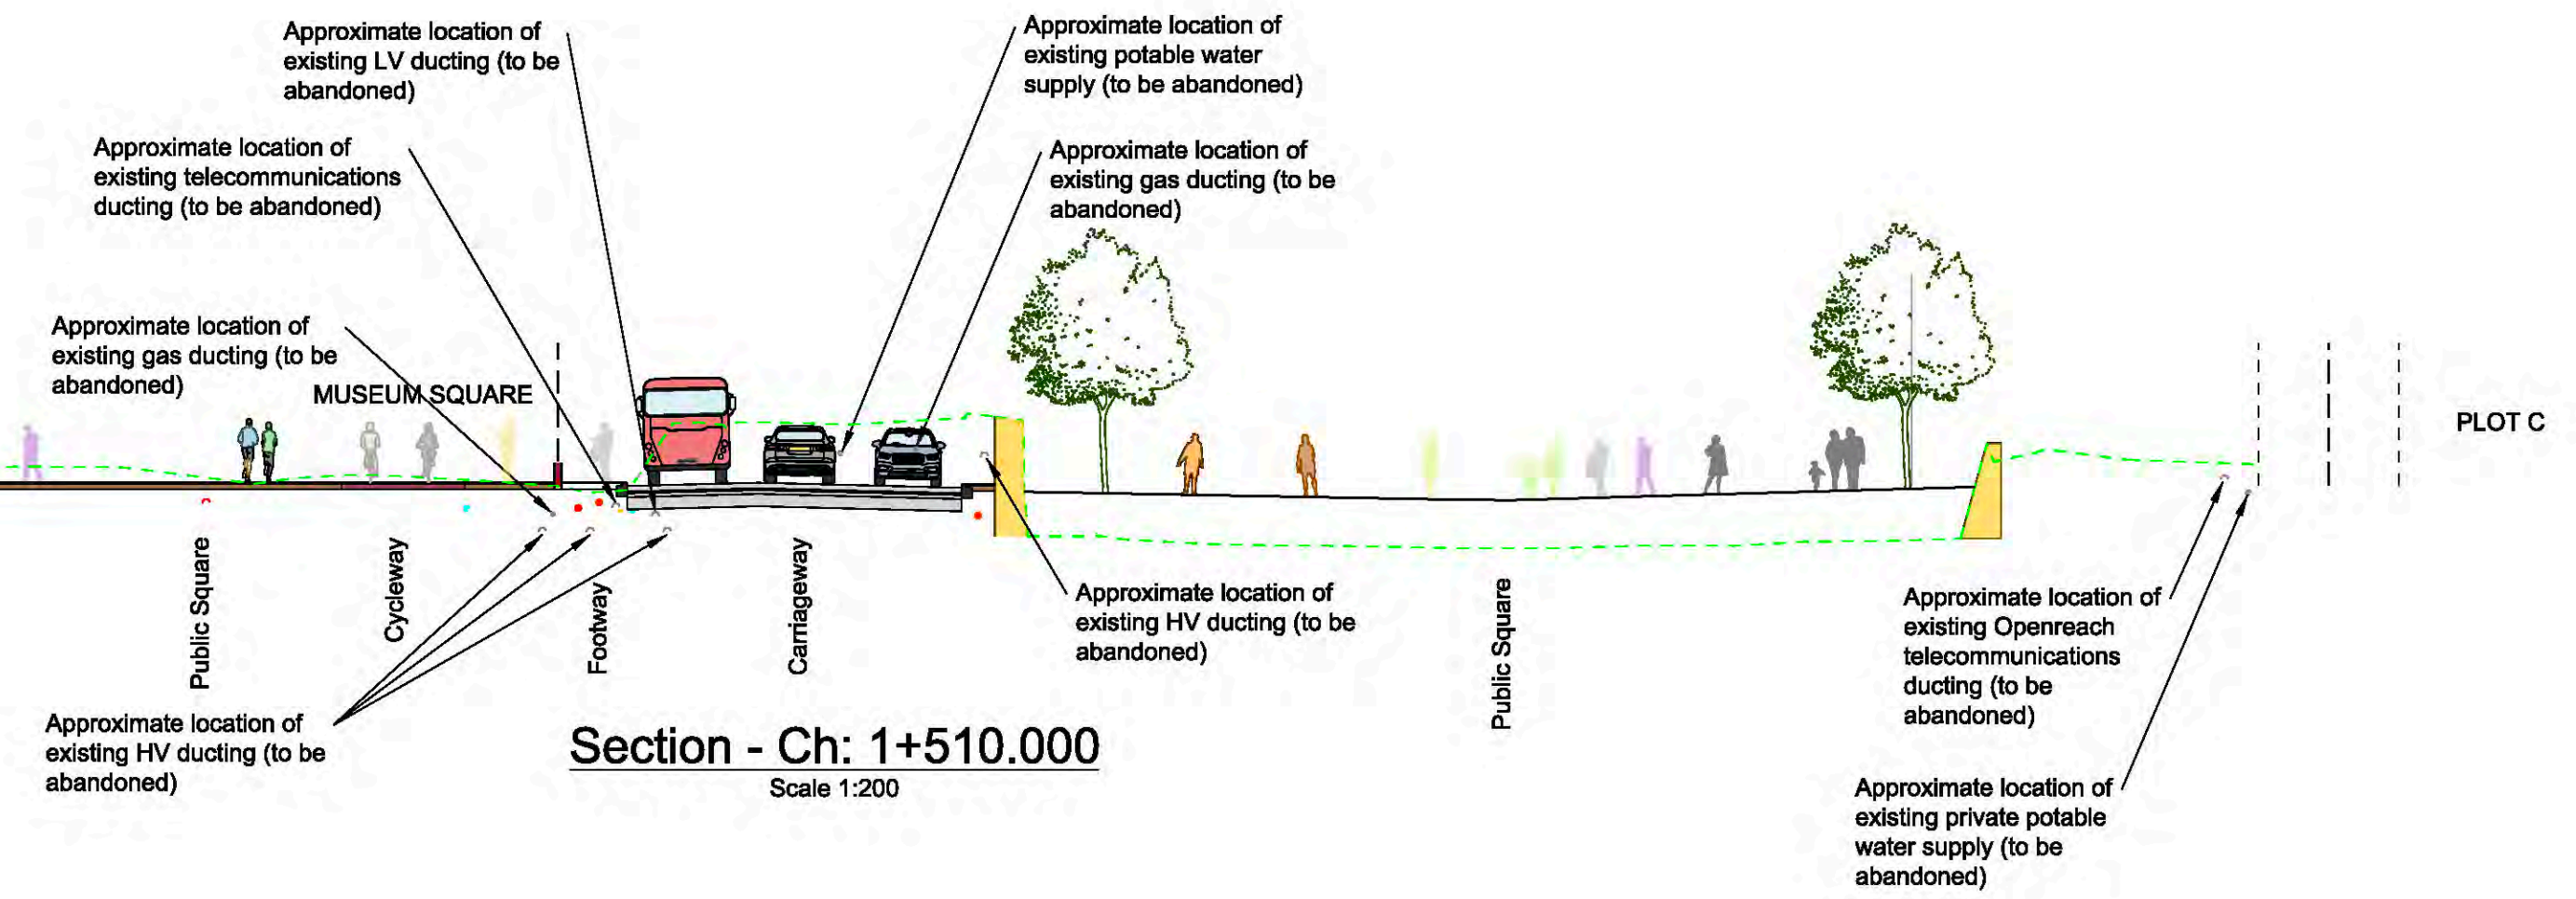 Approximate location of
existing LV ducting (to be
abandoned)
Approximate location of
existing potable water
supply (to be abandoned)
Approximate location of
existing telecommunications
ducting (to be abandoned)
Approximate location of
existing gas ducting (to be
abandoned)
Approximate location of
existing gas ducting (to be
abandoned)
MUSEUM SQUARE
PLOT C
Public Square
Cycleway
Footway
Carriageway
Public Square
Approximate location of
existing HV ducting (to be
abandoned)
Approximate location of
existing Openreach
telecommunications
ducting (to be
abandoned)
Approximate location of
existing HV ducting (to be
abandoned)
Section - Ch: 1+510.000
Scale 1:200
Approximate location of
existing private potable
water supply (to be
abandoned)